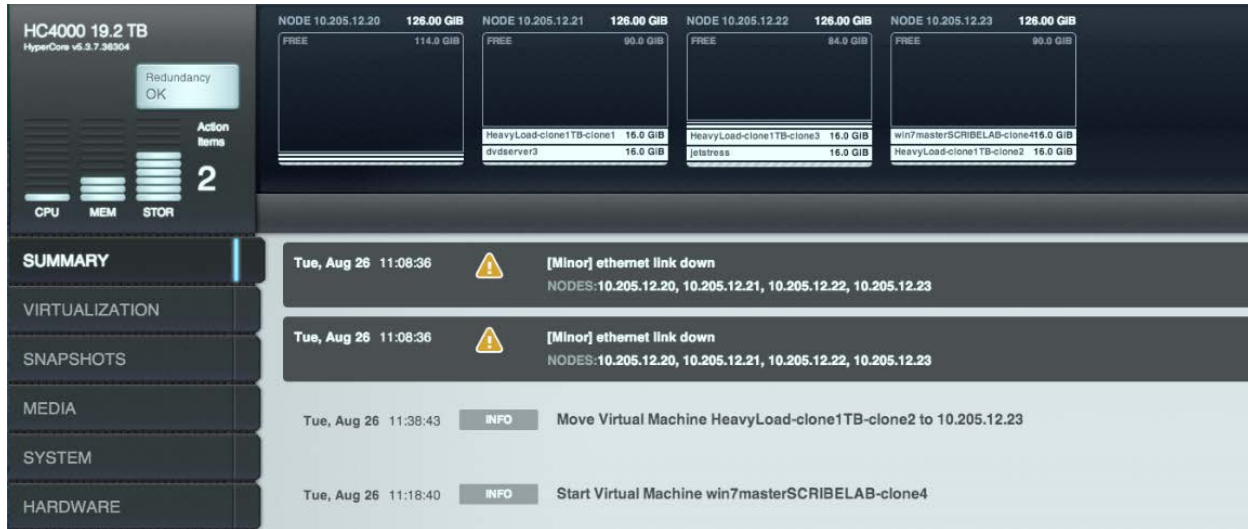 HC4000 19.2 TB
HyperCore v5.3.7.36304
Redundancy
OK
Action
Items
2
CPU MEM STOR
NODE 10.205.12.20 126.00 GIB
FREE 114.0 GIB
NODE 10.205.12.21 126.00 GIB
FREE 90.0 GIB
HeavyLoad-clone1TB-clone1 16.0 GIB
dvdserver3 16.0 GIB
NODE 10.205.12.22 126.00 GIB
FREE 84.0 GIB
HeavyLoad-clone1TB-clone3 16.0 GIB
jetstress 16.0 GIB
NODE 10.205.12.23 126.00 GIB
FREE 90.0 GIB
win7masterSCRIBELAB-clone416.0 GIB
HeavyLoad-clone1TB-clone2 16.0 GIB
SUMMARY
VIRTUALIZATION
SNAPSHOTS
MEDIA
SYSTEM
HARDWARE
Tue, Aug 26 11:08:36 [Minor] ethernet link down
NODES:10.205.12.20, 10.205.12.21, 10.205.12.22, 10.205.12.23
Tue, Aug 26 11:08:36 [Minor] ethernet link down
NODES:10.205.12.20, 10.205.12.21, 10.205.12.22, 10.205.12.23
Tue, Aug 26 11:38:43 INFO Move Virtual Machine HeavyLoad-clone1TB-clone2 to 10.205.12.23
Tue, Aug 26 11:18:40 INFO Start Virtual Machine win7masterSCRIBELAB-clone4